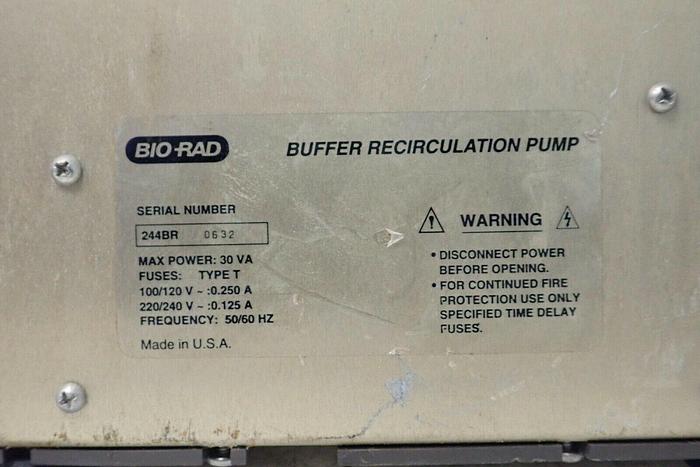 BIO-RAD
BUFFER RECIRCULATION PUMP
SERIAL NUMBER
244BR 0632
MAX POWER: 30 VA
FUSES: TYPE T
100/120 V ~ :0.250 A
220/240 V ~ :0.125 A
FREQUENCY: 50/60 HZ
Made in U.S.A.
WARNING
• DISCONNECT POWER
BEFORE OPENING.
• FOR CONTINUED FIRE
PROTECTION USE ONLY
SPECIFIED TIME DELAY
FUSES.